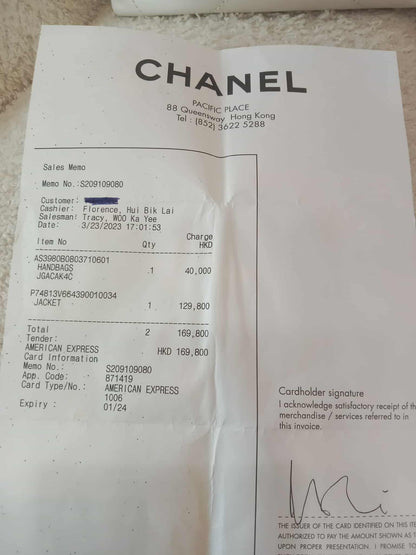 CHANEL
PACIFIC PLACE
88 Queensway Hong Kong
Tel : (852) 3622 5288
Sales Memo
Memo No.:S209109080
Customer:
Cashier: Florence, Hui Bik Lai
Salesman: Tracy, WOO Ka Yee
Date: 3/23/2023 17:01:53
Charge
Item No Qty HKD
AS3980B0803710601
HANDBAGS 1 40,000
JGACAK4C
P74813V664390010034
JACKET 1 129,800
Total 2 169,800
Tender:
AMERICAN EXPRESS HKD 169,800
Card Information
Memo No.: S209109080
App. Code: 871419
Card Type/No.: AMERICAN EXPRESS
1006
Expiry : 01/24
Cardholder signature
I acknowledge satisfactory receipt of the
merchandise / services referred to in
this invoice.
THE ISSUER OF THE CARD IDENTIFIED ON THIS ITE
AUTHORIZED TO PAY THE AMOUNT SHOWN AS T
UPON PROPER PRESENTATION. I PROMISE TO